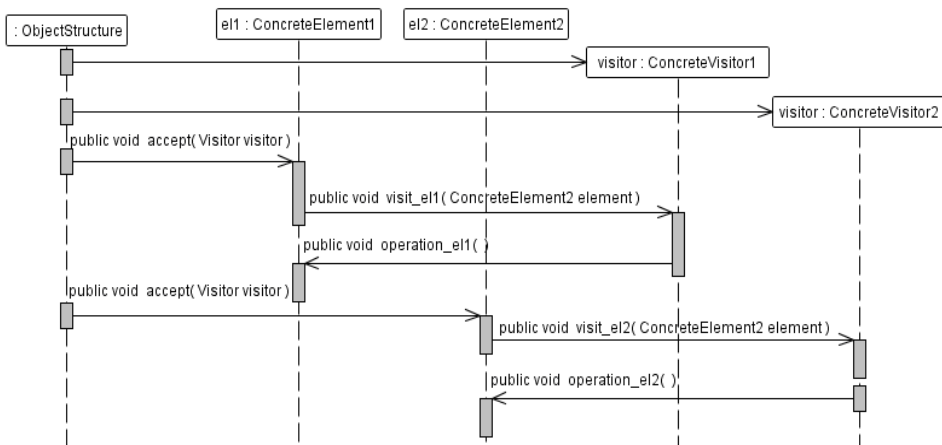 : ObjectStructure
el1 : ConcreteElement1
el2 : ConcreteElement2
visitor : ConcreteVisitor1
visitor : ConcreteVisitor2
public void accept( Visitor visitor )
public void visit_el1( ConcreteElement2 element )
public void operation_el1( )
public void accept( Visitor visitor )
public void visit_el2( ConcreteElement2 element )
public void operation_el2( )